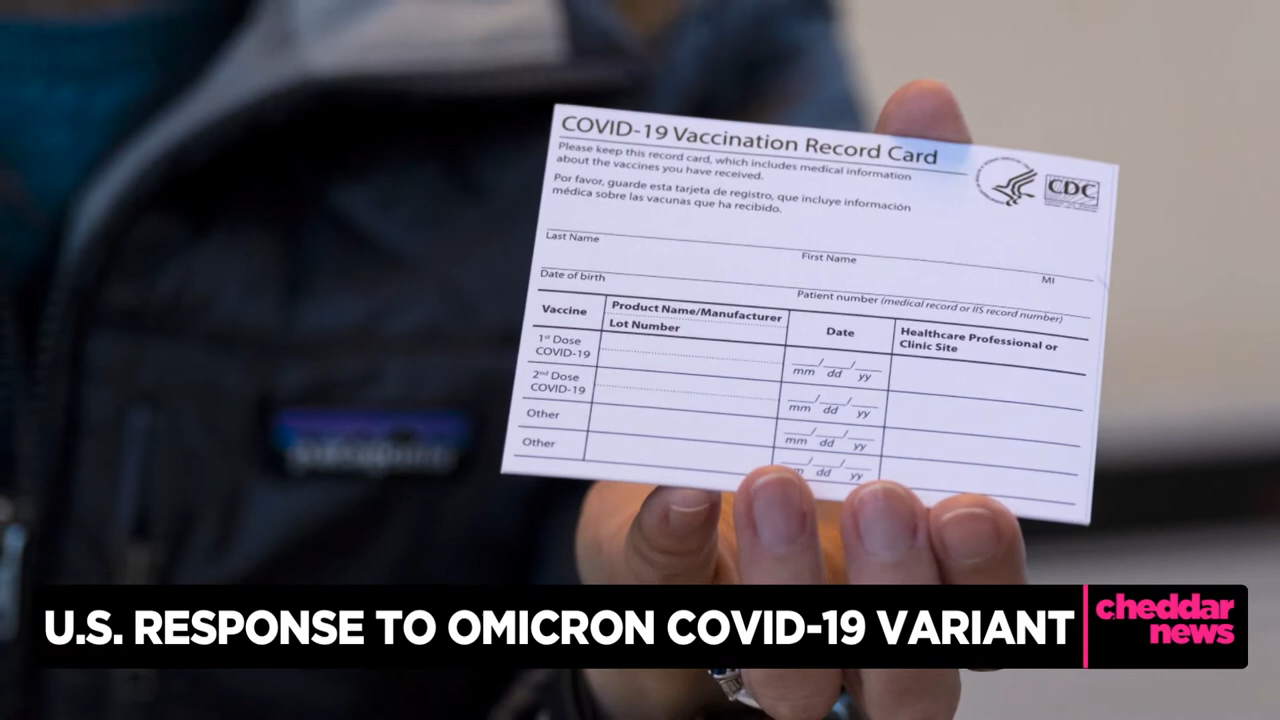 COVID-19 Vaccination Record Card
Please keep this record card, which includes medical information
about the vaccines you have received.
Por favor, guarde esta tarjeta de registro, que incluye información
médica sobre las vacunas que ha recibido.
CDC
Last Name
First Name
MI
Date of birth
Patient number (medical record or IIS record number)
Vaccine
Product Name/Manufacturer
Lot Number
Date
Healthcare Professional or
Clinic Site
1st Dose
COVID-19
mm dd yy
2nd Dose
COVID-19
mm dd yy
Other
mm dd yy
Other
dd yy
U.S. RESPONSE TO OMICRON COVID-19 VARIANT
cheddar
news